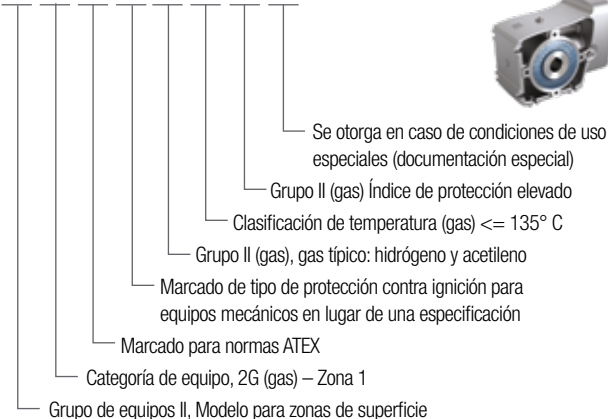 Se otorga en caso de condiciones de uso
especiales (documentación especial)
Grupo II (gas) Índice de protección elevado
Clasificación de temperatura (gas) <= 135° C
Grupo II (gas), gas típico: hidrógeno y acetileno
Marcado de tipo de protección contra ignición para
equipos mecánicos en lugar de una especificación
Marcado para normas ATEX
Categoría de equipo, 2G (gas) – Zona 1
Grupo de equipos II, Modelo para zonas de superficie